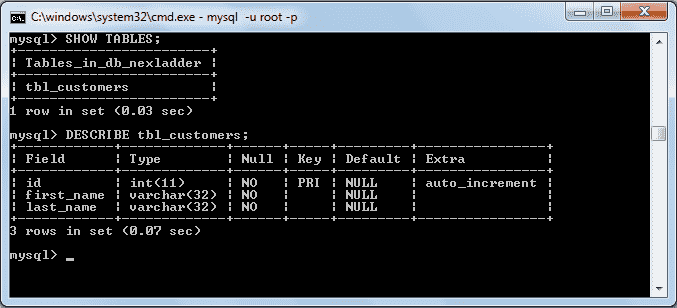 C:\windows\system32\cmd.exe - mysql -u root -p
mysql> SHOW TABLES;
+------------------------+
| Tables_in_db_nexladder |
+------------------------+
| tbl_customers          |
+------------------------+
1 row in set (0.03 sec)
mysql> DESCRIBE tbl_customers;
+------------+-------------+------+-----+---------+----------------+
| Field      | Type        | Null | Key | Default | Extra          |
+------------+-------------+------+-----+---------+----------------+
| id         | int(11)     | NO   | PRI | NULL    | auto_increment |
| first_name | varchar(32) | NO   |     | NULL    |                |
| last_name  | varchar(32) | NO   |     | NULL    |                |
+------------+-------------+------+-----+---------+----------------+
3 rows in set (0.07 sec)
mysql> _